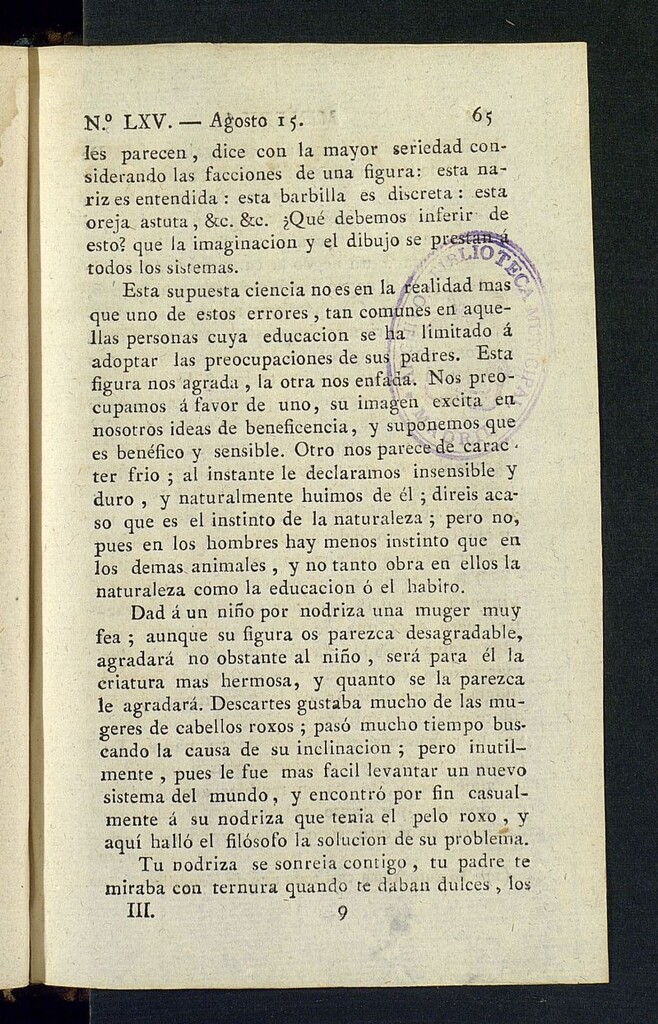 N.º LXV. — Agosto 15. 65
les parecen, dice con la mayor seriedad con-
siderando las facciones de una figura: esta na-
riz es entendida: esta barbilla es discreta: esta
oreja astuta, &c. &c. ¿Qué debemos inferir de
esto? que la imaginacion y el dibujo se prestan á
todos los sistemas.
Esta supuesta ciencia no es en la realidad mas
que uno de estos errores, tan comunes en aque-
llas personas cuya educacion se ha limitado á
adoptar las preocupaciones de sus padres. Esta
figura nos agrada, la otra nos enfada. Nos preo-
cupamos á favor de uno, su imagen excita en
nosotros ideas de beneficencia, y suponemos que
es benéfico y sensible. Otro nos parece de carac-
ter frio; al instante le declaramos insensible y
duro, y naturalmente huimos de él; direis aca-
so que es el instinto de la naturaleza; pero no,
pues en los hombres hay menos instinto que en
los demas animales, y no tanto obra en ellos la
naturaleza como la educacion ó el habito.
Dad á un niño por nodriza una muger muy
fea; aunque su figura os parezca desagradable,
agradará no obstante al niño, será para él la
criatura mas hermosa, y quanto se la parezca
le agradará. Descartes gustaba mucho de las mu-
geres de cabellos roxos; pasó mucho tiempo bus-
cando la causa de su inclinacion; pero inutil-
mente, pues le fue mas facil levantar un nuevo
sistema del mundo, y encontró por fin casual-
mente á su nodriza que tenia el pelo roxo, y
aquí halló el filósofo la solucion de su problema.
Tu nodriza se sonreia contigo, tu padre te
miraba con ternura quando te daban dulces, los
III. 9
BIBLIOTECA MUNICIPAL